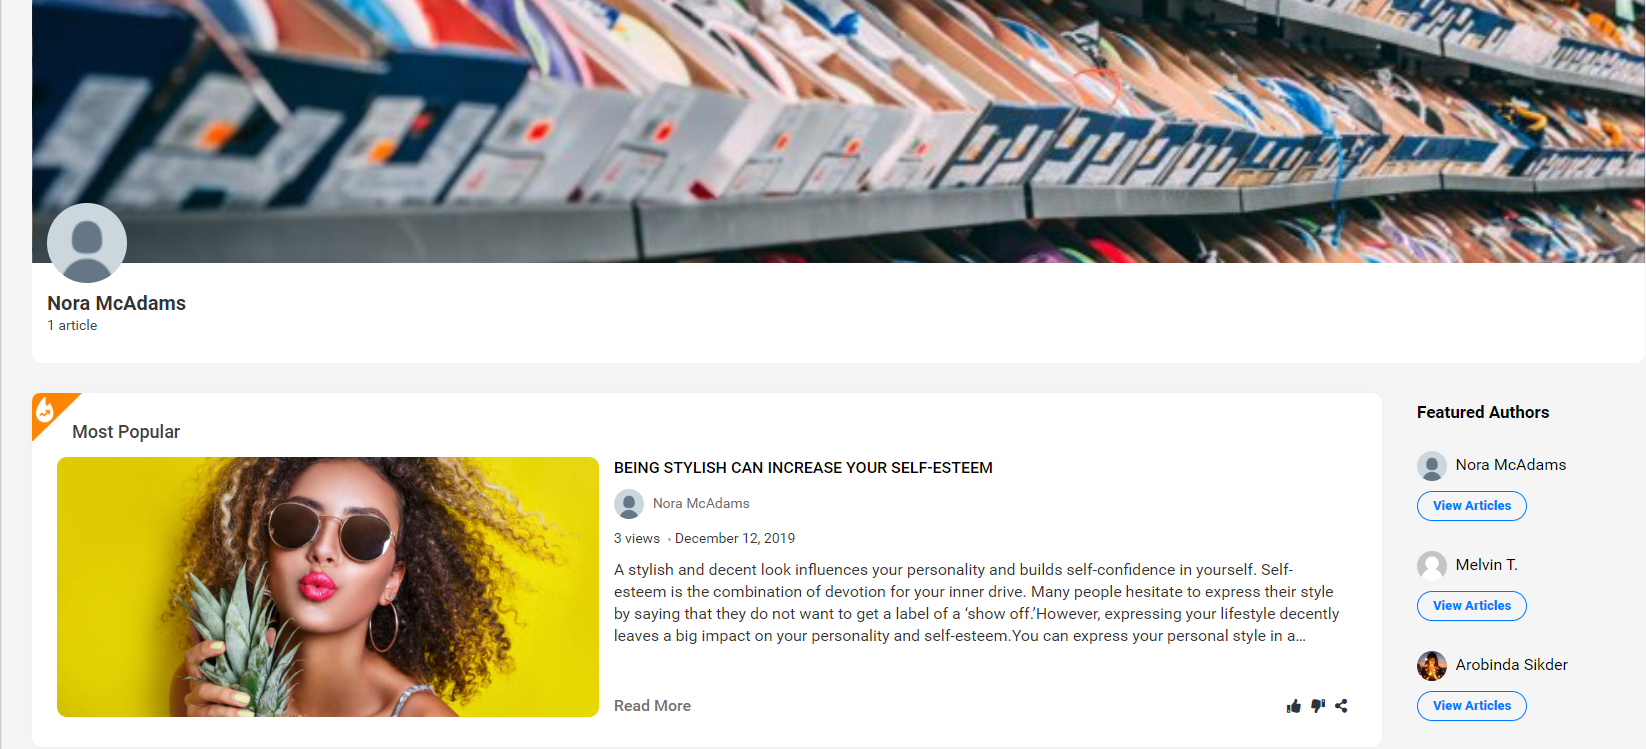 Nora McAdams
1 article
Most Popular
BEING STYLISH CAN INCREASE YOUR SELF-ESTEEM
Nora McAdams
3 views • December 12, 2019
A stylish and decent look influences your personality and builds self-confidence in yourself. Self-
esteem is the combination of devotion for your inner drive. Many people hesitate to express their style
by saying that they do not want to get a label of a ‘show off.’However, expressing your lifestyle decently
leaves a big impact on your personality and self-esteem.You can express your personal style in a...
Read More
Featured Authors
Nora McAdams
View Articles
Melvin T.
View Articles
Arobinda Sikder
View Articles